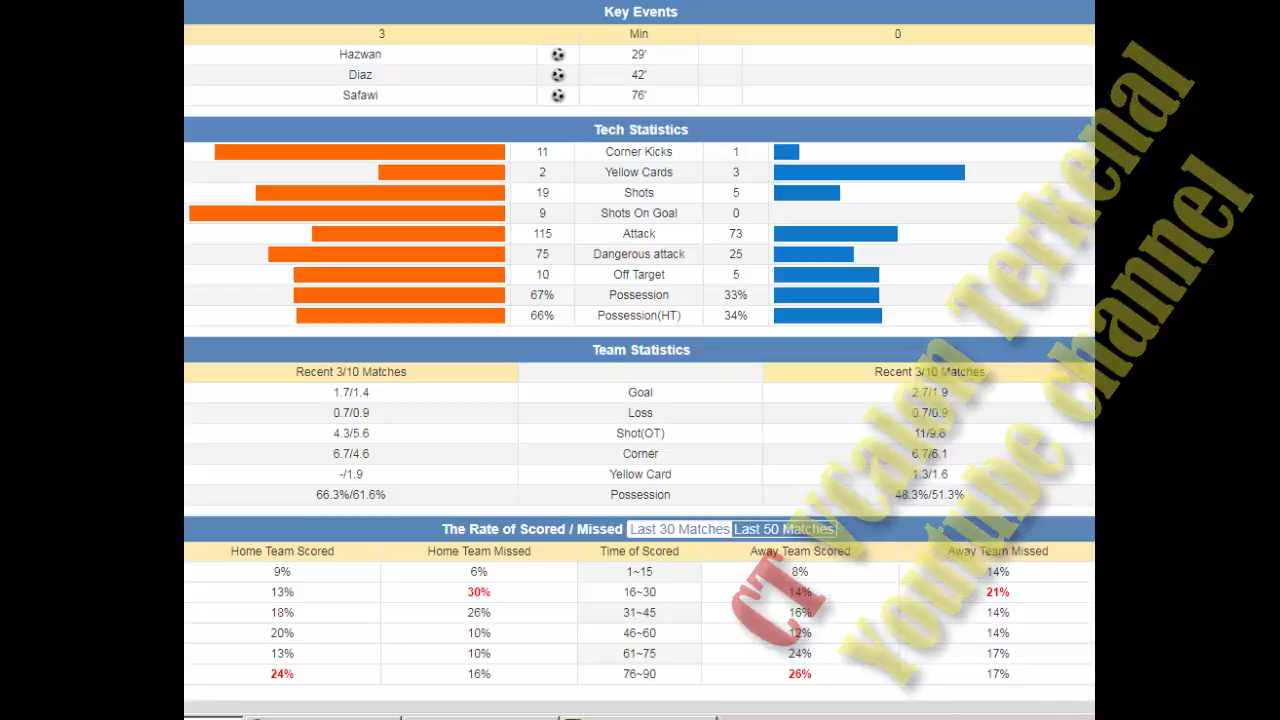 Key Events
3 Min 0
Hazwan 29'
Diaz 42'
Safawi 76'
Tech Statistics
11 Corner Kicks 1
2 Yellow Cards 3
19 Shots 5
9 Shots On Goal 0
115 Attack 73
75 Dangerous attack 25
10 Off Target 5
67% Possession 33%
66% Possession(HT) 34%
Team Statistics
Recent 3/10 Matches Recent 3/10 Matches
1.7/1.4 Goal 2.7/1.9
0.7/0.9 Loss 0.7/0.9
4.3/5.6 Shot(OT) 11/9.6
6.7/4.6 Corner 6.7/6.1
-/1.9 Yellow Card 1.3/1.6
66.3%/61.6% Possession 48.3%/51.3%
The Rate of Scored / Missed Last 30 Matches Last 50 Matches
Home Team Scored Home Team Missed Time of Scored Away Team Scored Away Team Missed
9% 6% 1~15 8% 14%
13% 30% 16~30 14% 21%
18% 26% 31~45 16% 14%
20% 10% 46~60 12% 14%
13% 10% 61~75 24% 17%
24% 16% 76~90 26% 17%
CT vcalon Terkenal
Youtube channel